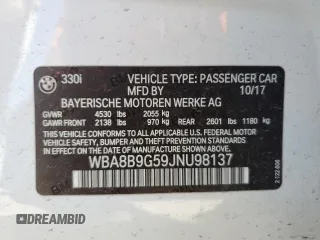 330i VEHICLE TYPE: PASSENGER CAR
10/17
BAYERISCHE MOTOREN WERKE AG
GVWR 4530 lbs 2055 kg
GAWR FRONT 2138 lbs 970 kg REAR 2601 lbs 1180 kg
THIS VEHICLE CONFORMS TO ALL APPLICABLE FEDERAL MOTOR
VEHICLE SAFETY, BUMPER AND THEFT PREVENTION STANDARDS
IN EFFECT ON THE DATE OF MANUFACTURE SHOWN ABOVE.
WBA8B9G59JNU98137
DREAMBID